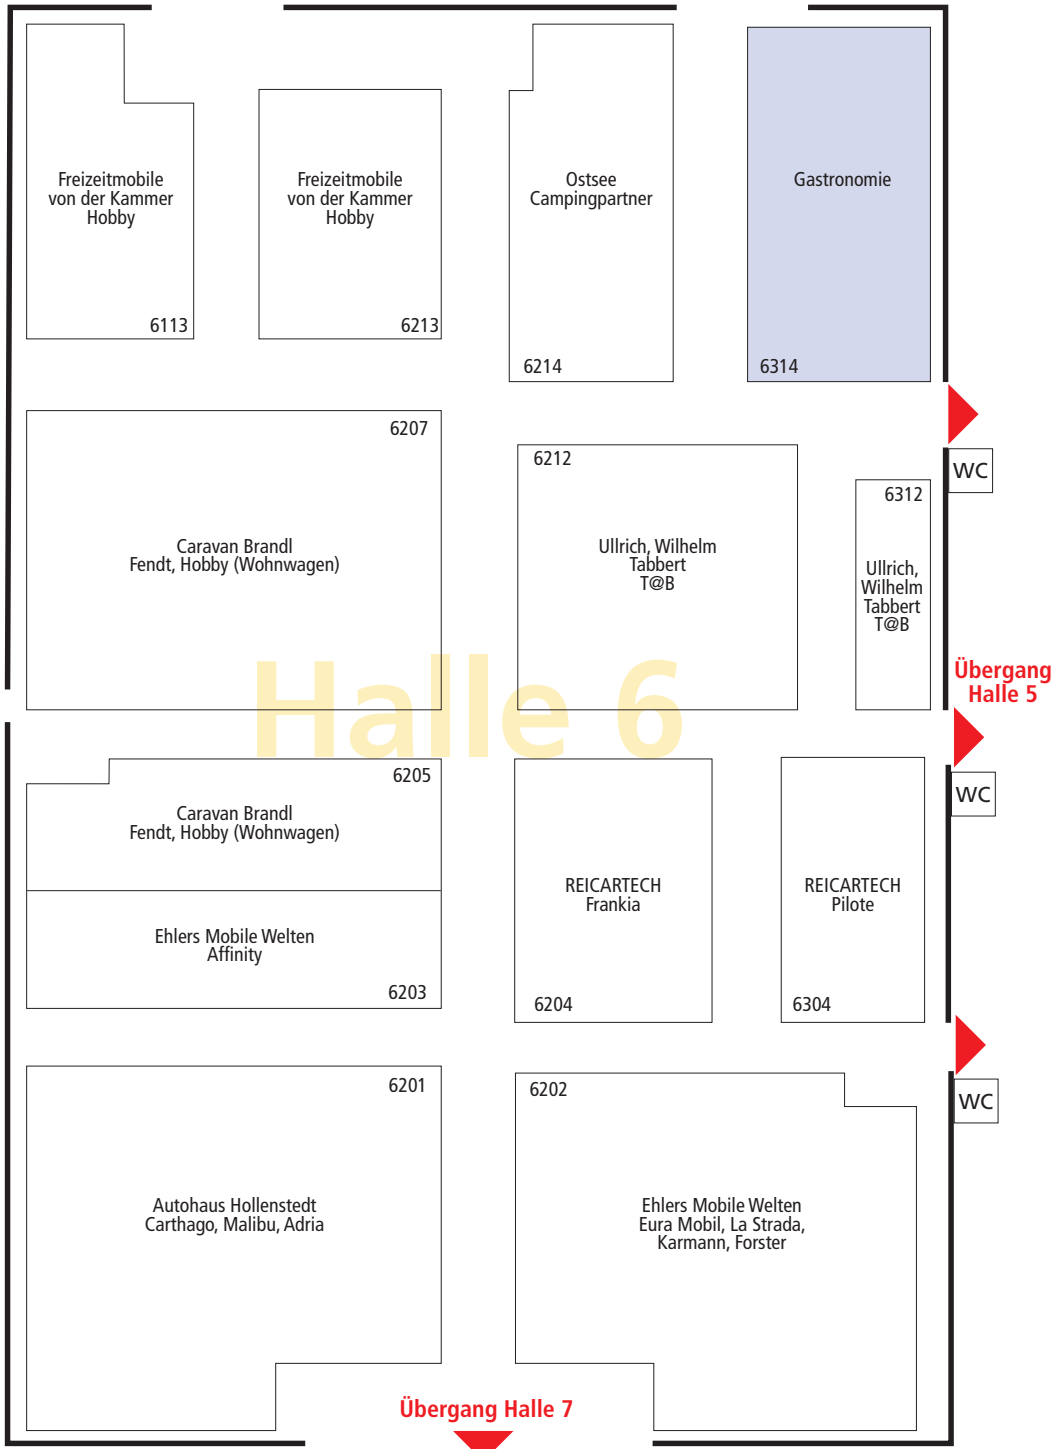 Freizeitmobile
von der Kammer
Hobby
6113
Freizeitmobile
von der Kammer
Hobby
6213
Ostsee
Campingpartner
6214
Gastronomie
6314
6207
Caravan Brandl
Fendt, Hobby (Wohnwagen)
6212
Ullrich, Wilhelm
Tabbert
T@B
6312
Ullrich,
Wilhelm
Tabbert
T@B
WC
Halle 6
Übergang
Halle 5
6205
Caravan Brandl
Fendt, Hobby (Wohnwagen)
Ehlers Mobile Welten
Affinity
6203
REICARTECH
Frankia
6204
REICARTECH
Pilote
6304
WC
6201
Autohaus Hollenstedt
Carthago, Malibu, Adria
6202
Ehlers Mobile Welten
Eura Mobil, La Strada,
Karmann, Forster
WC
Übergang Halle 7